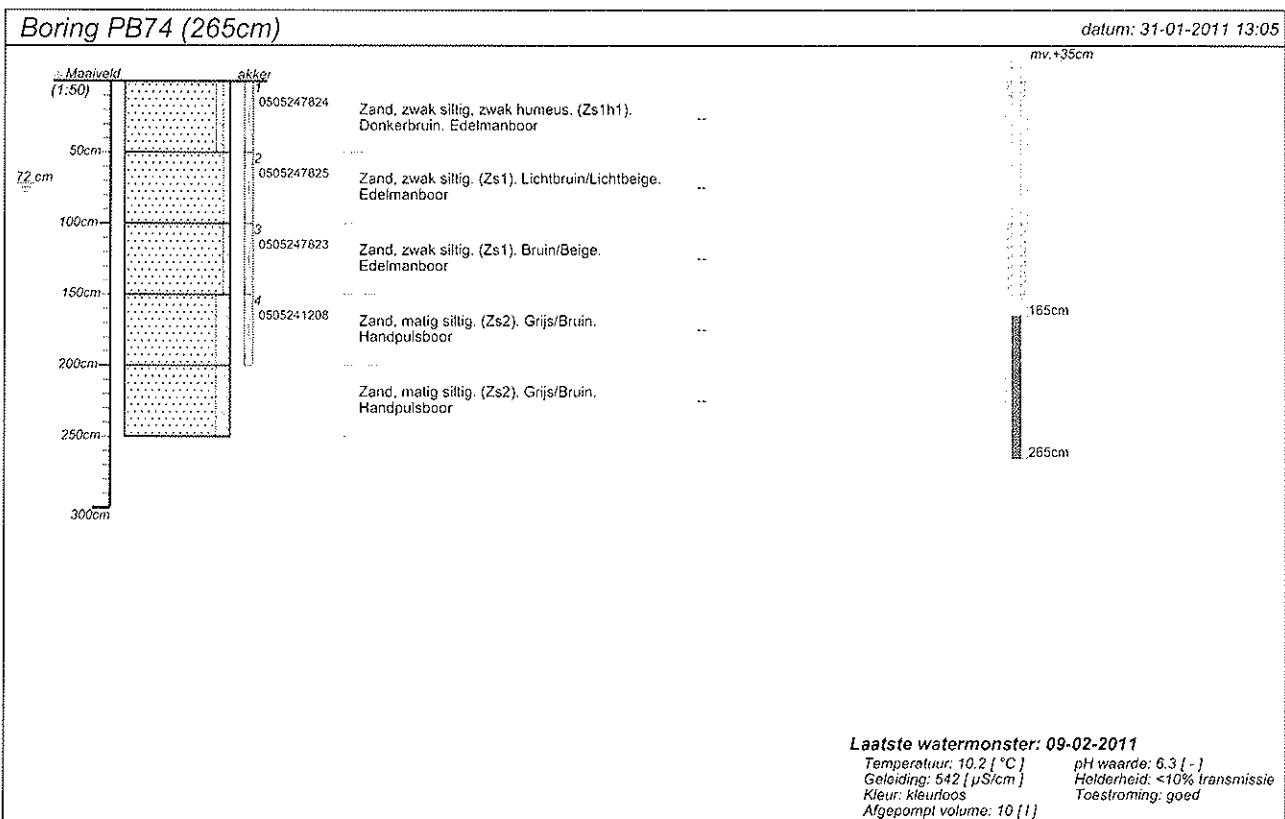 Boring PB74 (265cm)
datum: 31-01-2011 13:05
mv.+35cm
Maaiveld
akker
(1:50)
1
0505247824
Zand, zwak siltig, zwak humeus. (Zs1h1).
Donkerbruin. Edelmanboor
--
50cm
2
72 cm
0505247825
Zand, zwak siltig. (Zs1). Lichtbruin/Lichtbeige.
Edelmanboor
--
100cm
3
0505247823
Zand, zwak siltig. (Zs1). Bruin/Beige.
Edelmanboor
--
150cm
4
165cm
0505241208
Zand, matig siltig. (Zs2). Grijs/Bruin.
Handpulsboor
--
200cm
Zand, matig siltig. (Zs2). Grijs/Bruin.
Handpulsboor
--
250cm
265cm
300cm
Laatste watermonster: 09-02-2011
Temperatuur: 10.2 [ °C ]
pH waarde: 6.3 [ - ]
Geleiding: 542 [ µS/cm ]
Helderheid: <10% transmissie
Kleur: kleurloos
Toestroming: goed
Afgepompt volume: 10 [ l ]